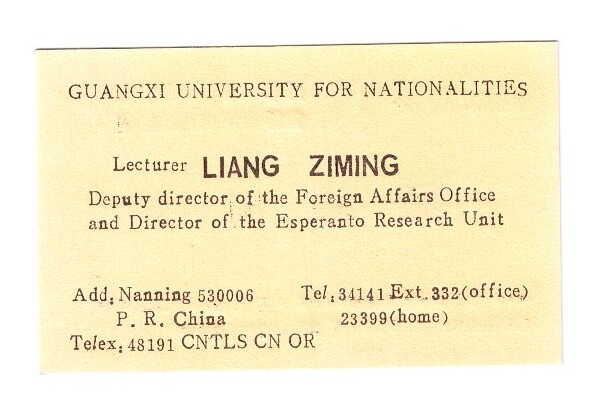 GUANGXI UNIVERSITY FOR NATIONALITIES
Lecturer LIANG ZIMING
Deputy director of the Foreign Affairs Office
and Director of the Esperanto Research Unit
Add: Nanning 530006 Tel: 34141 Ext. 332(office)
P. R. China 23399(home)
Telex: 48191 CNTLS CN OR